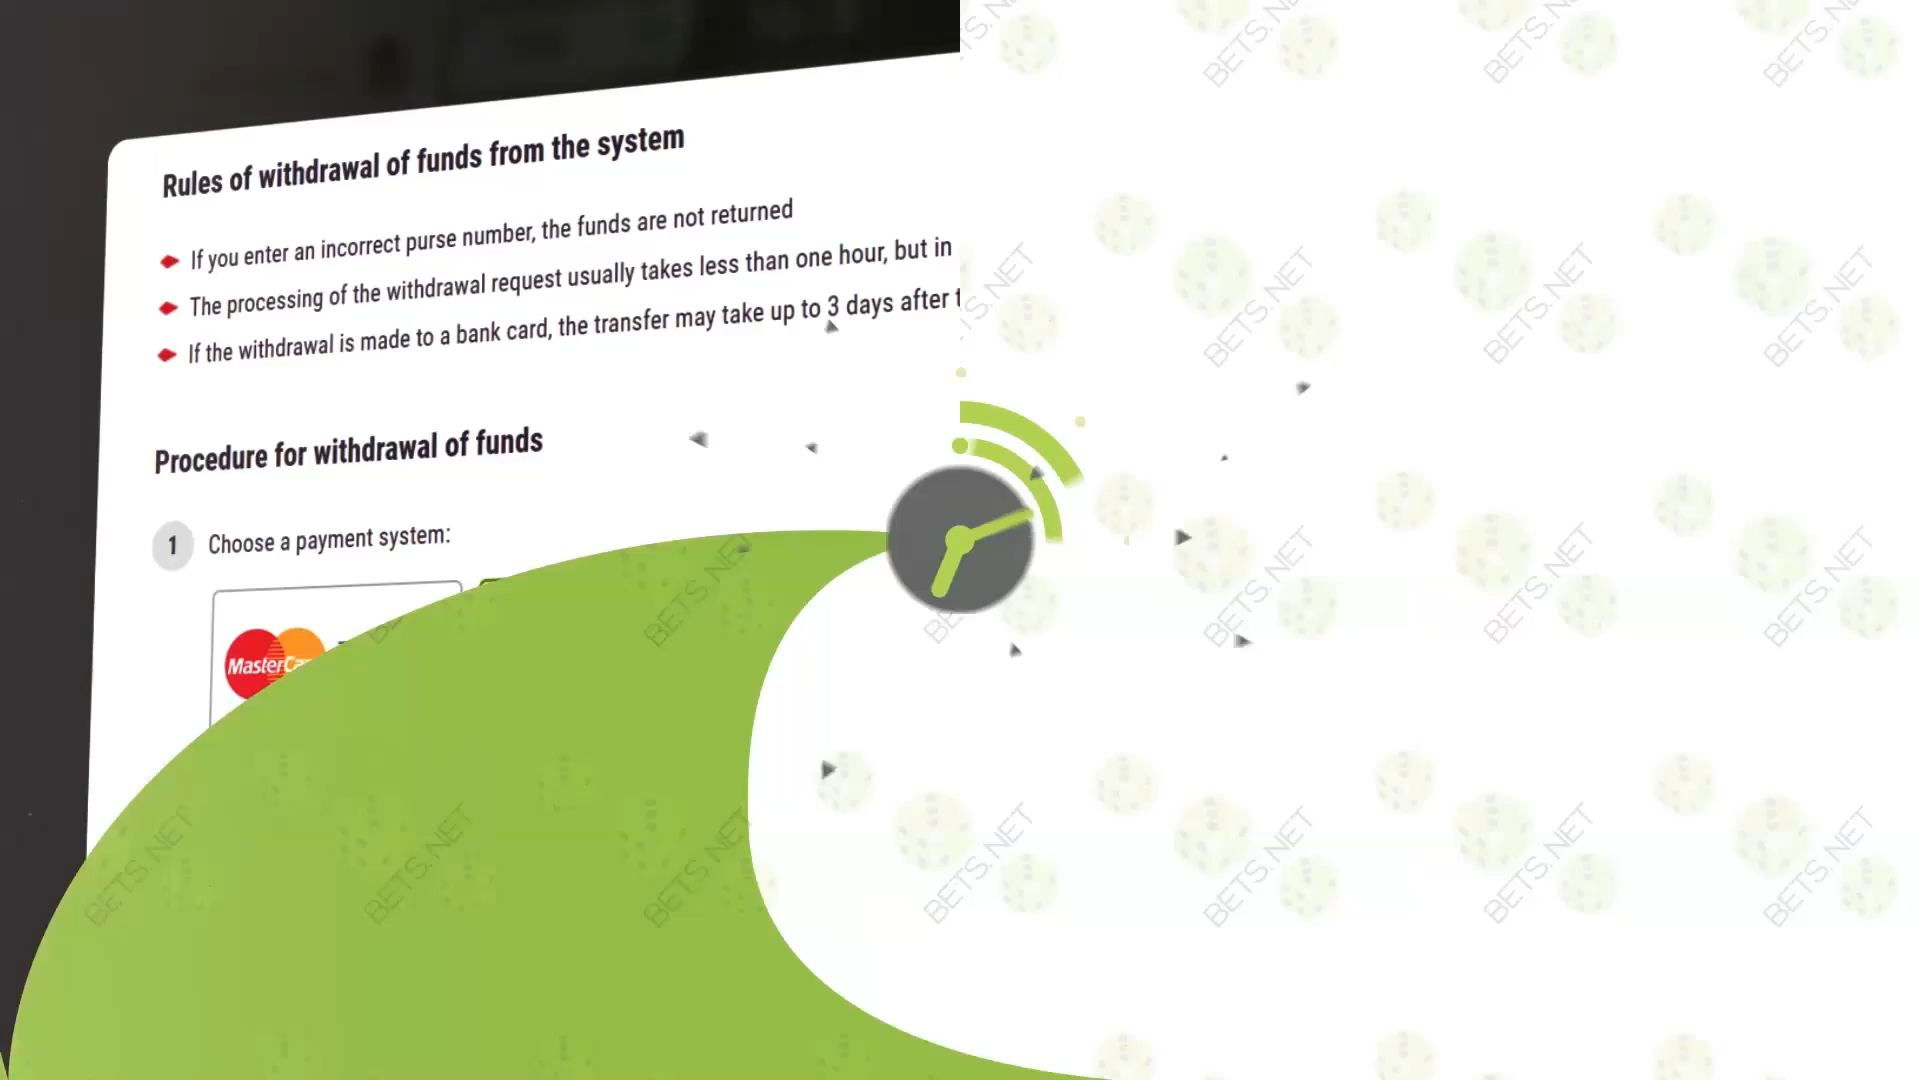 Rules of withdrawal of funds from the system
If you enter an incorrect purse number, the funds are not returned
The processing of the withdrawal request usually takes less than one hour, but in
If the withdrawal is made to a bank card, the transfer may take up to 3 days after
Procedure for withdrawal of funds
1 Choose a payment system:
MasterCa
BETS.NET